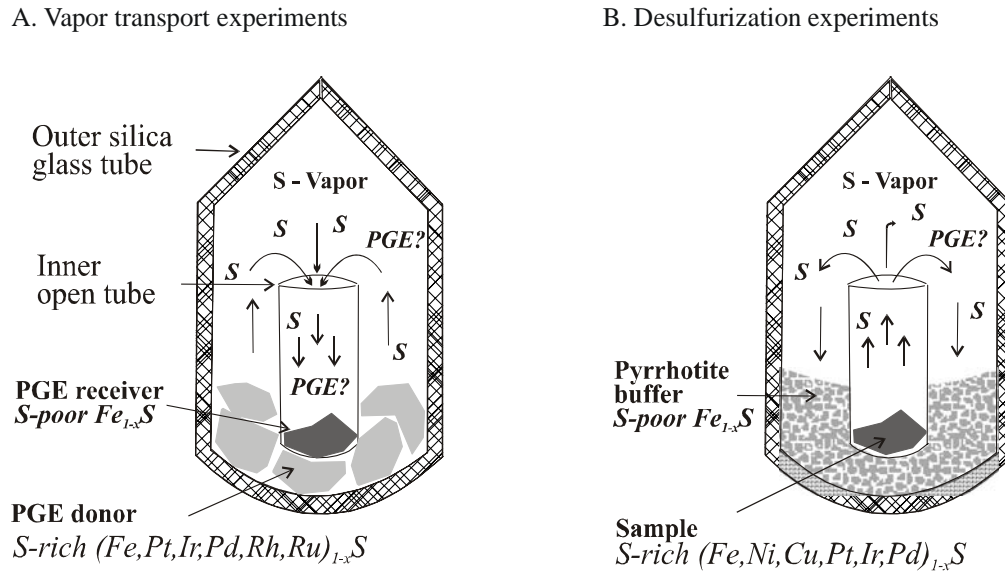 A. Vapor transport experiments
Outer silica
glass tube
S - Vapor
S
S
PGE?
S
Inner
open tube
S
S
PGE?
PGE receiver
S-poor Fe1-xS
PGE donor
S-rich (Fe,Pt,Ir,Pd,Rh,Ru)1-xS
B. Desulfurization experiments
S - Vapor
S
S
PGE?
S
S
S
Pyrrhotite
buffer
S-poor Fe1-xS
Sample
S-rich (Fe,Ni,Cu,Pt,Ir,Pd)1-xS